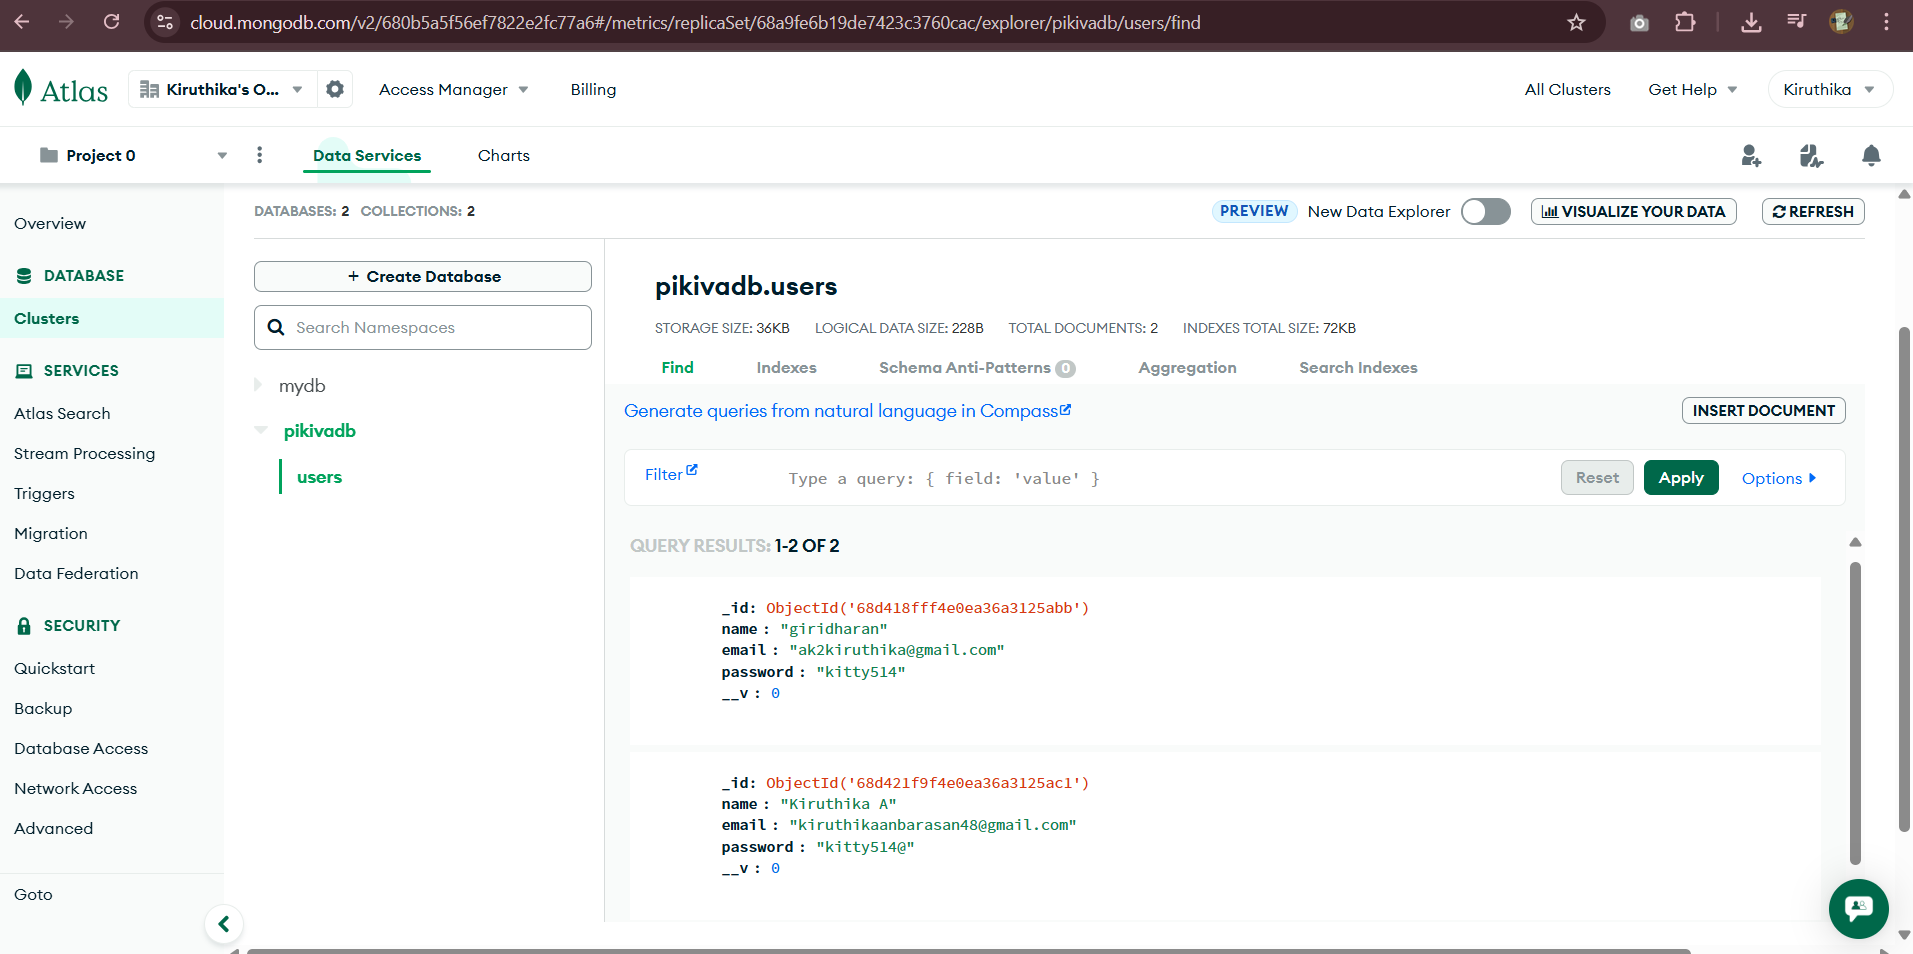 cloud.mongodb.com/v2/680b5a5f56ef7822e2fc77a6#/metrics/replicaSet/68a9fe6b19de7423c3760cac/explorer/pikivadb/users/find
Atlas Kiruthika's O... Access Manager Billing All Clusters Get Help Kiruthika
Project 0 Data Services Charts
Overview
DATABASE
Clusters
SERVICES
Atlas Search
Stream Processing
Triggers
Migration
Data Federation
SECURITY
Quickstart
Backup
Database Access
Network Access
Advanced
Goto
DATABASES: 2 COLLECTIONS: 2
PREVIEW New Data Explorer VISUALIZE YOUR DATA REFRESH
+ Create Database
Search Namespaces
mydb
pikivadb
users
pikivadb.users
STORAGE SIZE: 36KB LOGICAL DATA SIZE: 228B TOTAL DOCUMENTS: 2 INDEXES TOTAL SIZE: 72KB
Find Indexes Schema Anti-Patterns 0 Aggregation Search Indexes
Generate queries from natural language in Compass
INSERT DOCUMENT
Filter Type a query: { field: 'value' } Reset Apply Options
QUERY RESULTS: 1-2 OF 2
_id: ObjectId('68d418fff4e0ea36a3125abb')
name : "giridharan"
email : "ak2kiruthika@gmail.com"
password : "kitty514"
__v : 0
_id: ObjectId('68d421f9f4e0ea36a3125ac1')
name : "Kiruthika A"
email : "kiruthikaanbarasan48@gmail.com"
password : "kitty514@"
__v : 0